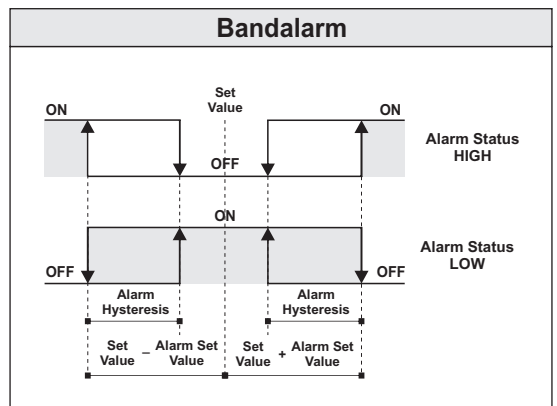 Bandalarm
Set
Value
ON
ON
OFF
Alarm Status
HIGH
ON
OFF
OFF
Alarm Status
LOW
Alarm
Hysteresis
Alarm
Hysteresis
Set
Value
– Alarm Set
Value
Set
Value
+ Alarm Set
Value